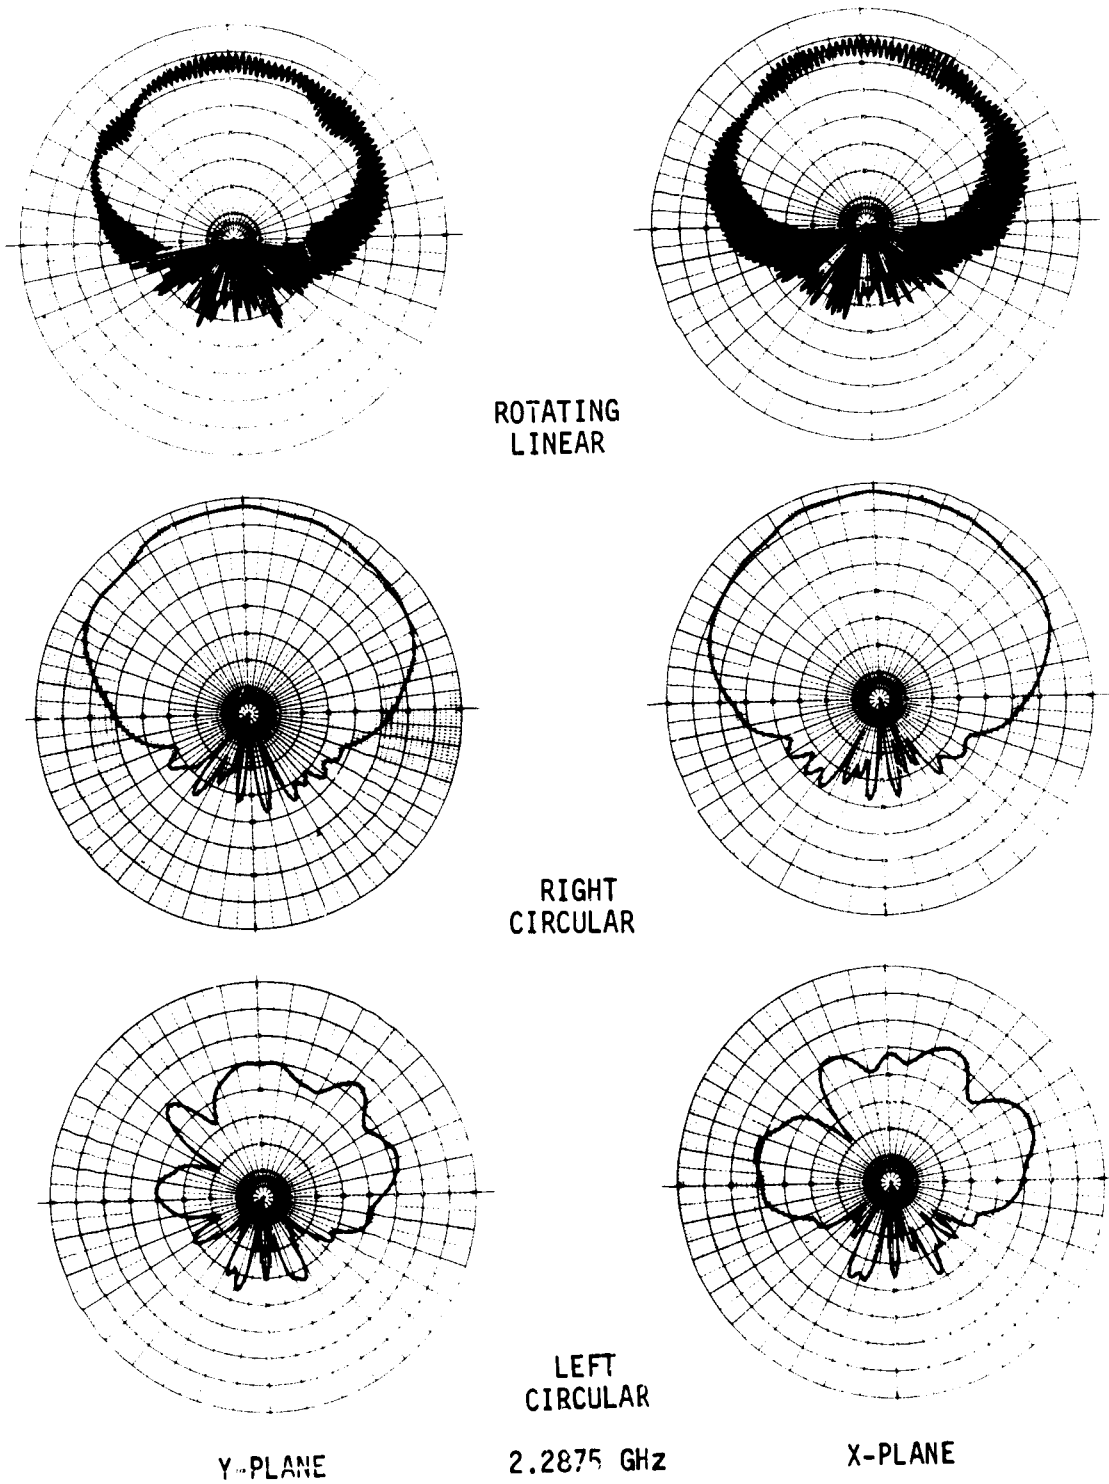 ROTATING
LINEAR
RIGHT
CIRCULAR
LEFT
CIRCULAR
Y-PLANE
2.2875 GHz
X-PLANE